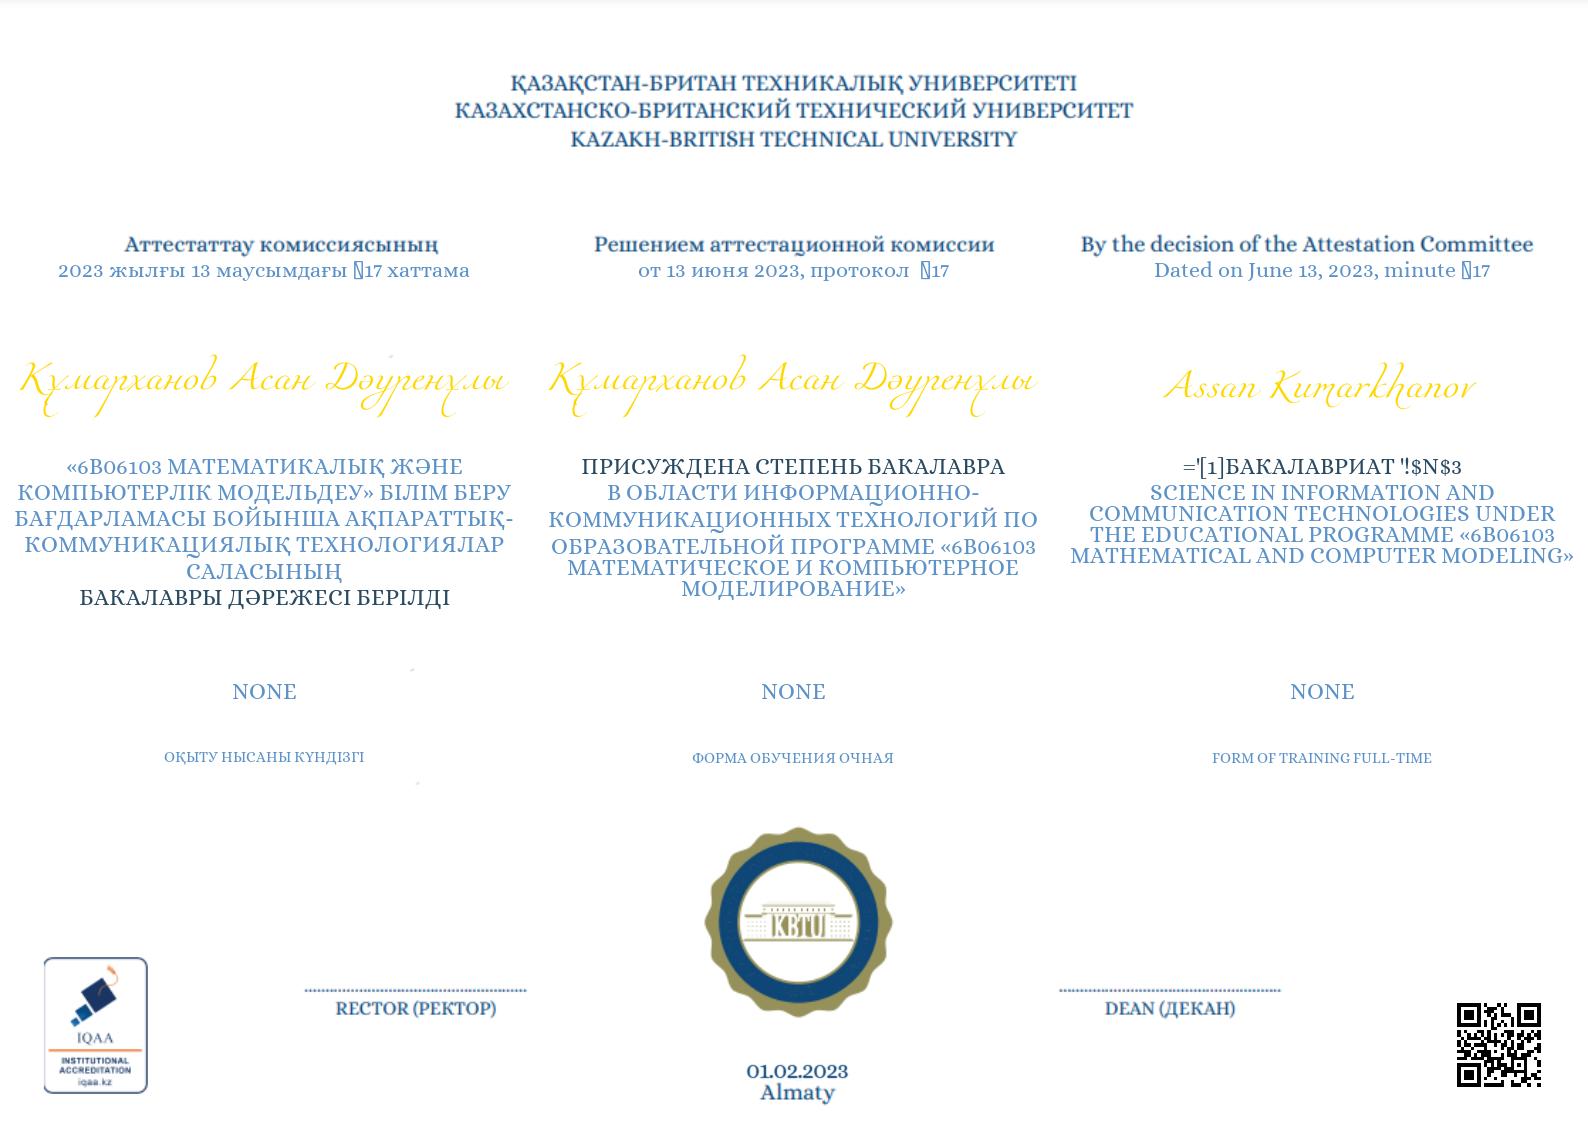 ҚАЗАҚСТАН-БРИТАН ТЕХНИКАЛЫҚ УНИВЕРСИТЕТІ
КАЗАХСТАНСКО-БРИТАНСКИЙ ТЕХНИЧЕСКИЙ УНИВЕРСИТЕТ
KAZAKH-BRITISH TECHNICAL UNIVERSITY
Аттестаттау комиссиясының
2023 жылғы 13 маусымдағы 17 хаттама
Құмарханов Асан Дәуренұлы
«6B06103 МАТЕМАТИКАЛЫҚ ЖӘНЕ
КОМПЬЮТЕРЛІК МОДЕЛЬДЕУ» БІЛІМ БЕРУ
БАҒДАРЛАМАСЫ БОЙЫНША АҚПАРАТТЫҚ-
КОММУНИКАЦИЯЛЫҚ ТЕХНОЛОГИЯЛАР
САЛАСЫНЫҢ
БАКАЛАВРЫ ДӘРЕЖЕСІ БЕРІЛДІ
NONE
ОҚЫТУ НЫСАНЫ КҮНДІЗГІ
Решением аттестационной комиссии
от 13 июня 2023, протокол 17
Құмарханов Асан Дәуренұлы
ПРИСУЖДЕНА СТЕПЕНЬ БАКАЛАВРА
В ОБЛАСТИ ИНФОРМАЦИОННО-
КОММУНИКАЦИОННЫХ ТЕХНОЛОГИЙ ПО
ОБРАЗОВАТЕЛЬНОЙ ПРОГРАММЕ «6B06103
МАТЕМАТИЧЕСКОЕ И КОМПЬЮТЕРНОЕ
МОДЕЛИРОВАНИЕ»
NONE
ФОРМА ОБУЧЕНИЯ ОЧНАЯ
By the decision of the Attestation Committee
Dated on June 13, 2023, minute 17
Assan Kumarkhanov
='[1]БАКАЛАВРИАТ '!$N$3
SCIENCE IN INFORMATION AND
COMMUNICATION TECHNOLOGIES UNDER
THE EDUCATIONAL PROGRAMME «6B06103
MATHEMATICAL AND COMPUTER MODELING»
NONE
FORM OF TRAINING FULL-TIME
KBTU
IQAA
INSTITUTIONAL
ACCREDITATION
iqaa.kz
RECTOR (РЕКТОР)
DEAN (ДЕКАН)
01.02.2023
Almaty